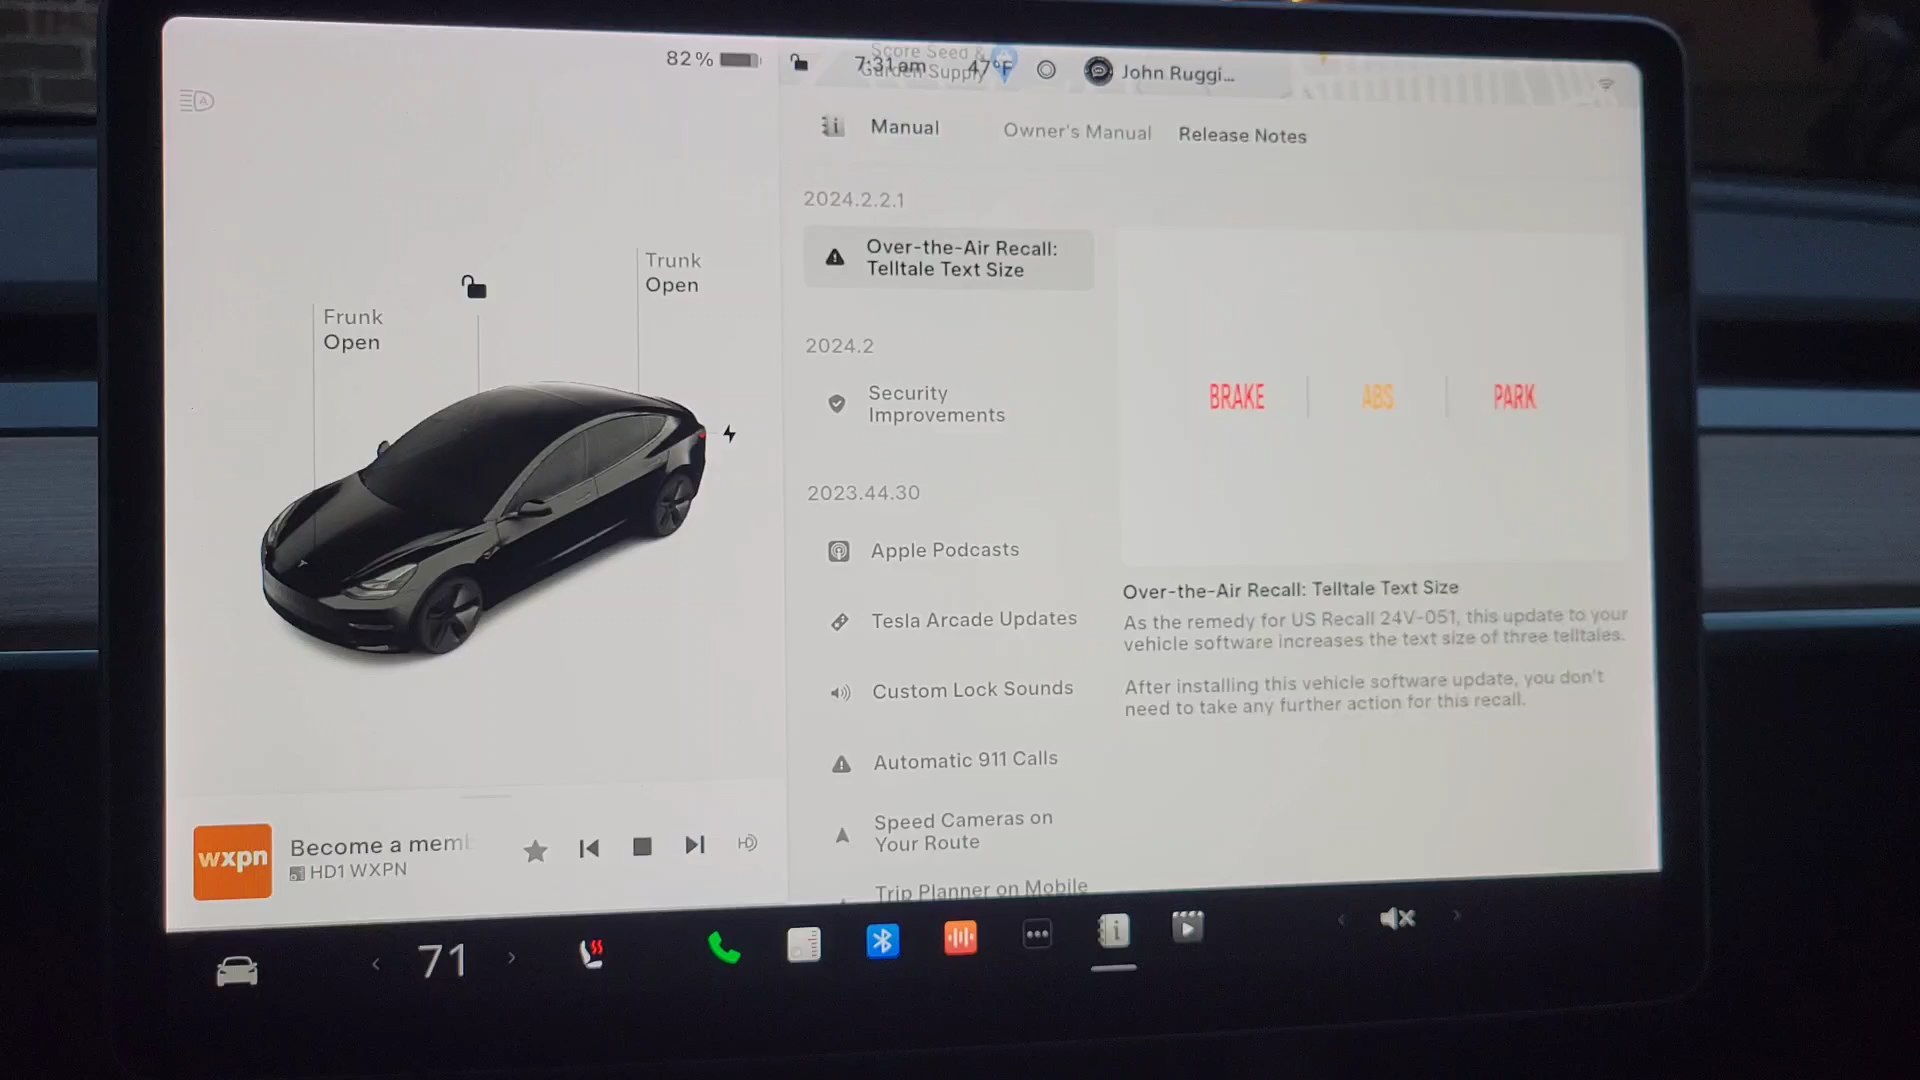 82%
7:31am
47°F
John Ruggi...
Score Seed &
Garden Supply
A
Manual
Owner's Manual
Release Notes
Frunk
Open
Trunk
Open
2024.2.2.1
Over-the-Air Recall:
Telltale Text Size
2024.2
Security
Improvements
2023.44.30
Apple Podcasts
Tesla Arcade Updates
Custom Lock Sounds
Automatic 911 Calls
Speed Cameras on
Your Route
Trip Planner on Mobile
BRAKE
ABS
PARK
Over-the-Air Recall: Telltale Text Size
As the remedy for US Recall 24V-051, this update to your
vehicle software increases the text size of three telltales.
After installing this vehicle software update, you don't
need to take any further action for this recall.
wxpn
Become a mem
HD1 WXPN
71